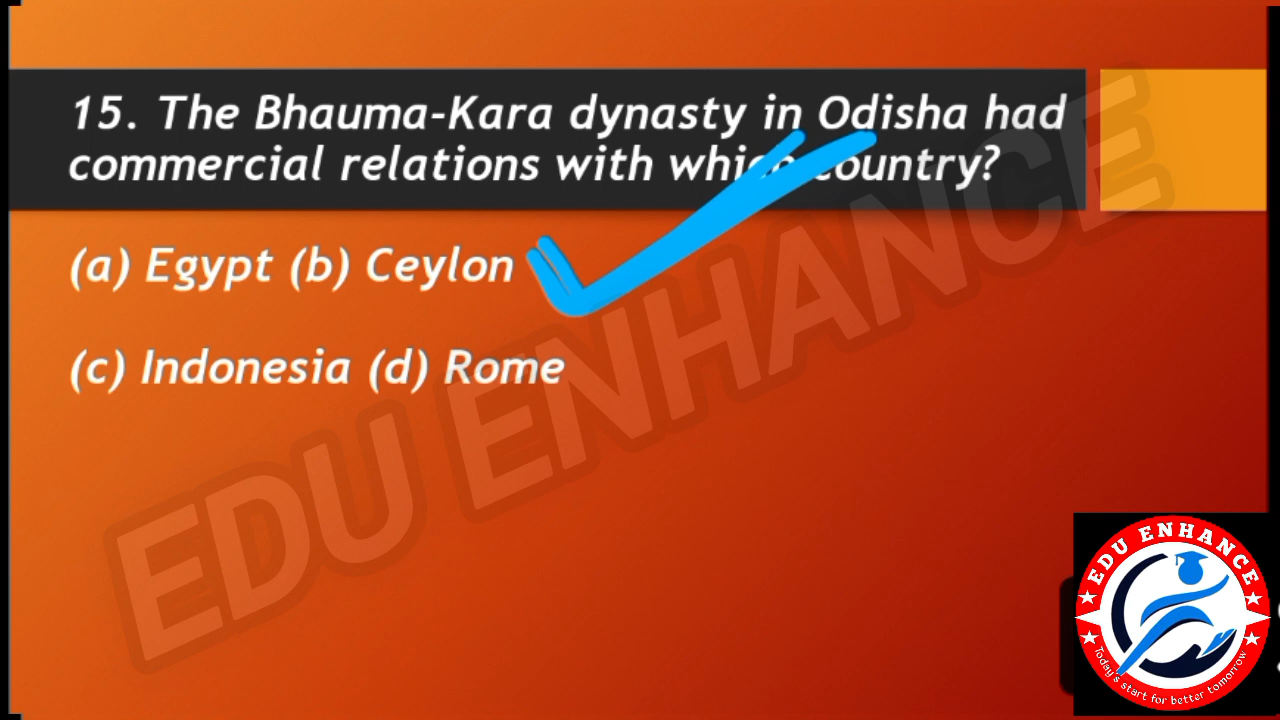 15. The Bhauma-Kara dynasty in Odisha had
commercial relations with which country?
(a) Egypt (b) Ceylon
(c) Indonesia (d) Rome
EDU ENHANCE
EDU ENHANCE
Today's start for better tomorrow